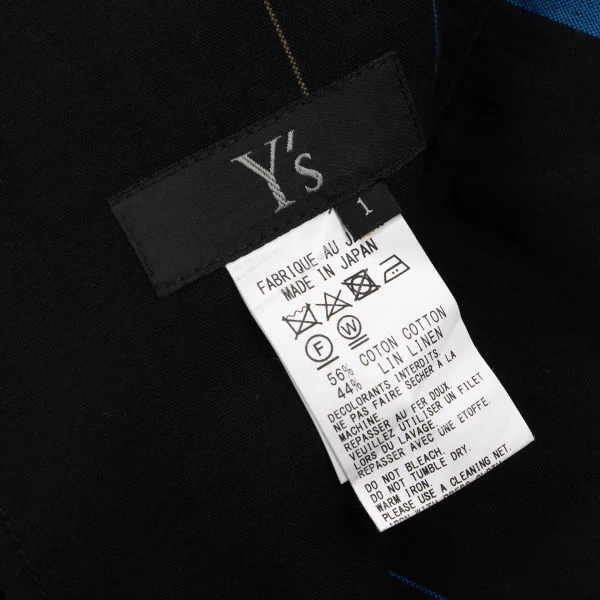 Y's
1
FABRIQUE AU
MADE IN JAPAN
F W
56% COTON COTTON
44% LIN LINEN
DECOLORANTS INTERDITS.
NE PAS FAIRE SECHER À LA
MACHINE.
REPASSER AU FER DOUX.
VEUILLEZ UTILISER UN FILET
LORS DU LAVAGE.
REPASSER AVEC UNE ETOFFE.
DO NOT BLEACH.
DO NOT TUMBLE DRY.
WARM IRON.
PLEASE USE A CLEANING NET.